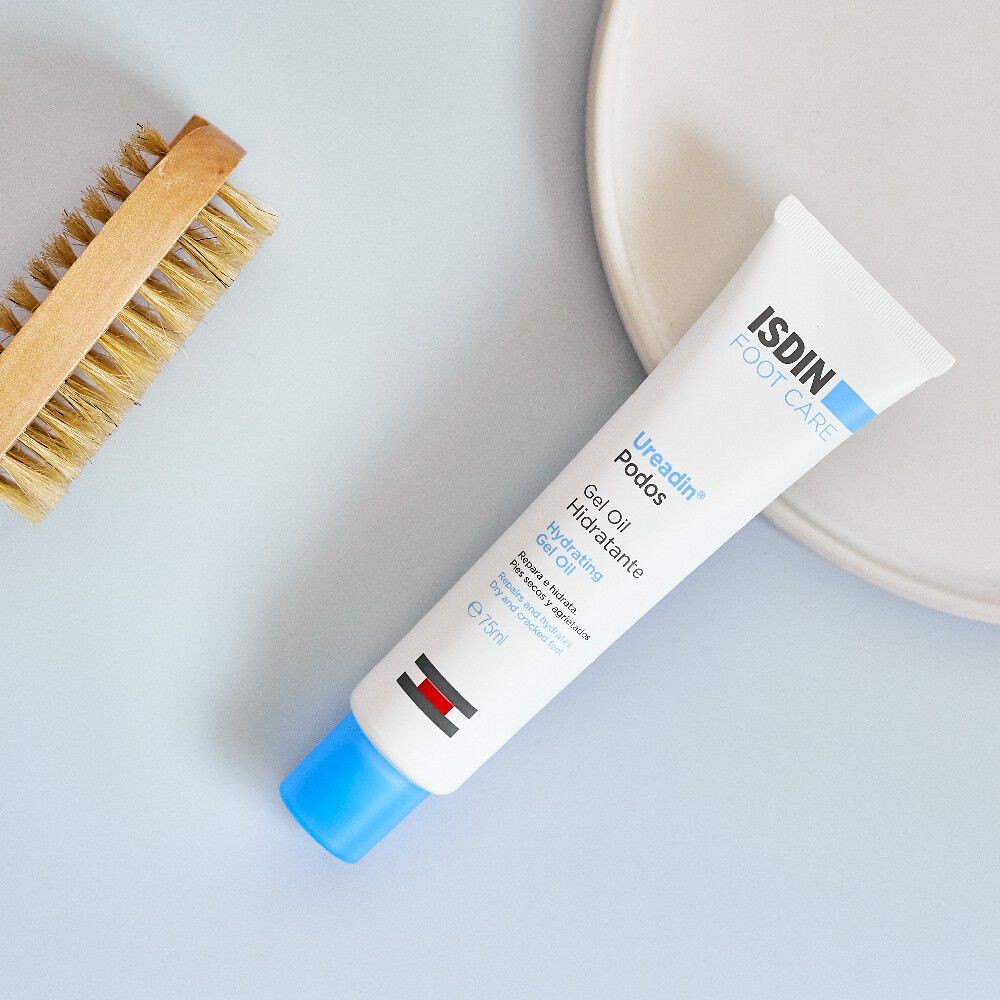 ISDIN
FOOT CARE
Ureadin®
Podos
Gel Oil
Hidratante
Hydrating
Gel Oil
Repara e hidrata.
Pies secos y agrietados
Repairs and hydrates
Dry and cracked feet
℮ 75ml